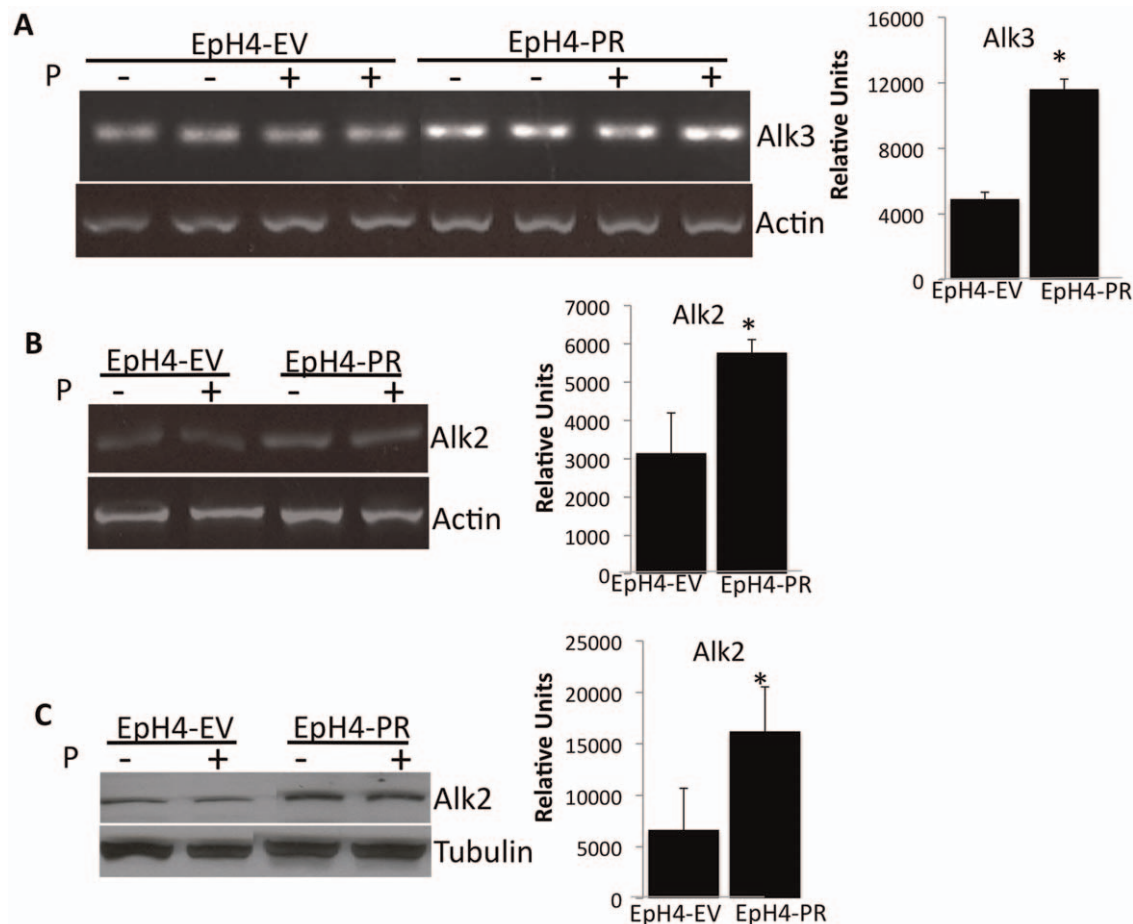 A
EpH4-EV EpH4-PR
P - - + + - - + +
Alk3
Actin
Alk3
*
Relative Units
16000
12000
8000
4000
0
EpH4-EV EpH4-PR
B
EpH4-EV EpH4-PR
P - + - +
Alk2
Actin
Alk2
*
Relative Units
7000
6000
5000
4000
3000
2000
1000
0
EpH4-EV EpH4-PR
C
EpH4-EV EpH4-PR
P - + - +
Alk2
Tubulin
Alk2
*
Relative Units
25000
20000
15000
10000
5000
0
EpH4-EV EpH4-PR